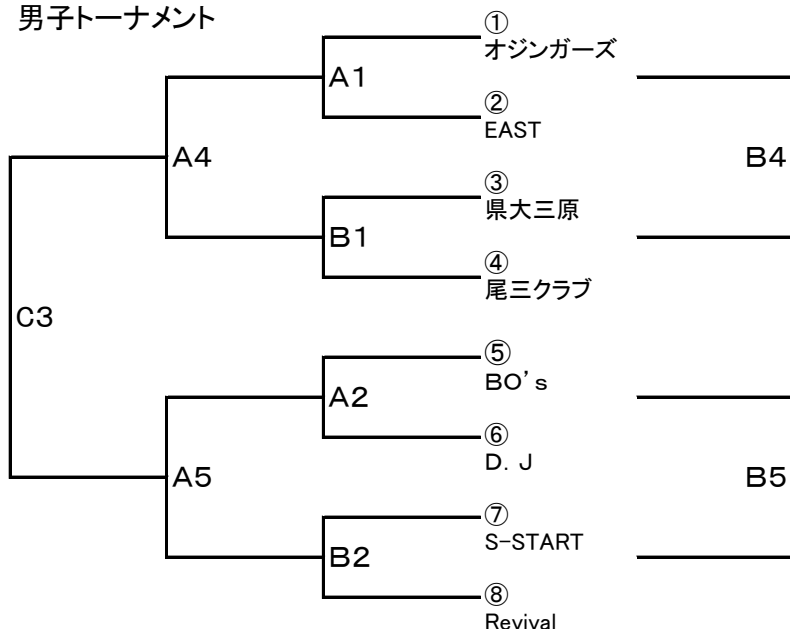 男子トーナメント
①
オジンガーズ
A1
②
EAST
A4
B4
③
県大三原
B1
④
尾三クラブ
C3
⑤
BO's
A2
⑥
D. J
A5
B5
⑦
S-START
B2
⑧
Revival